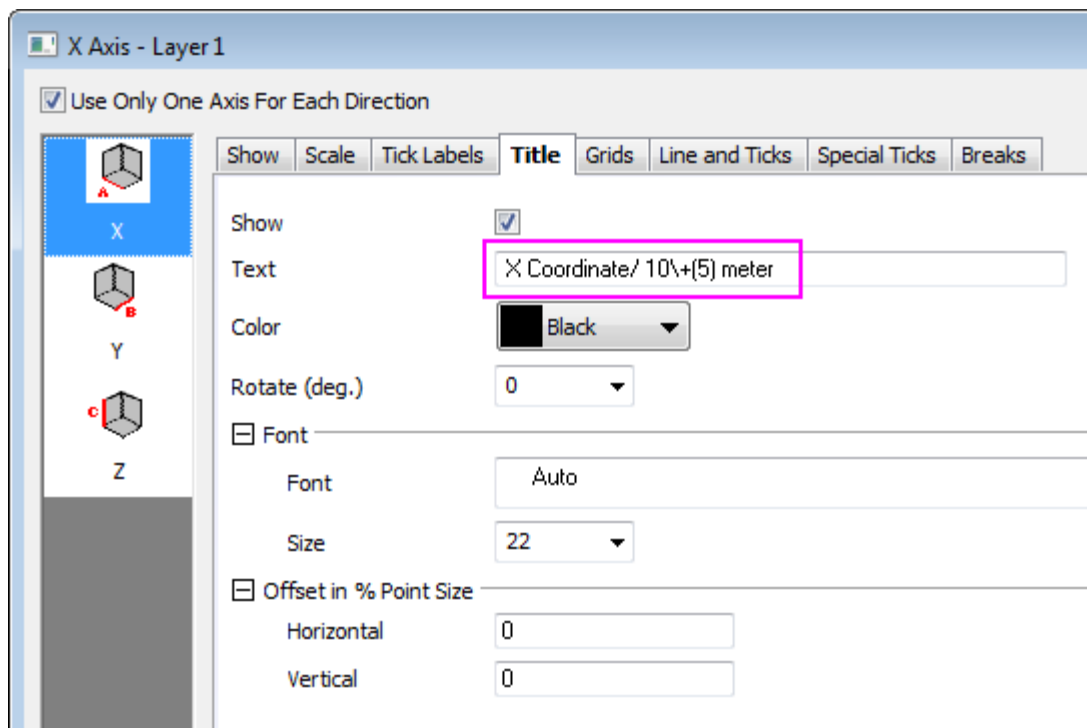 X Axis - Layer 1
Use Only One Axis For Each Direction
Show Scale Tick Labels Title Grids Line and Ticks Special Ticks Breaks
A
X
B
Y
C
Z
Show
Text X Coordinate/ 10\+(5) meter
Color Black
Rotate (deg.) 0
Font
Font Auto
Size 22
Offset in % Point Size
Horizontal 0
Vertical 0